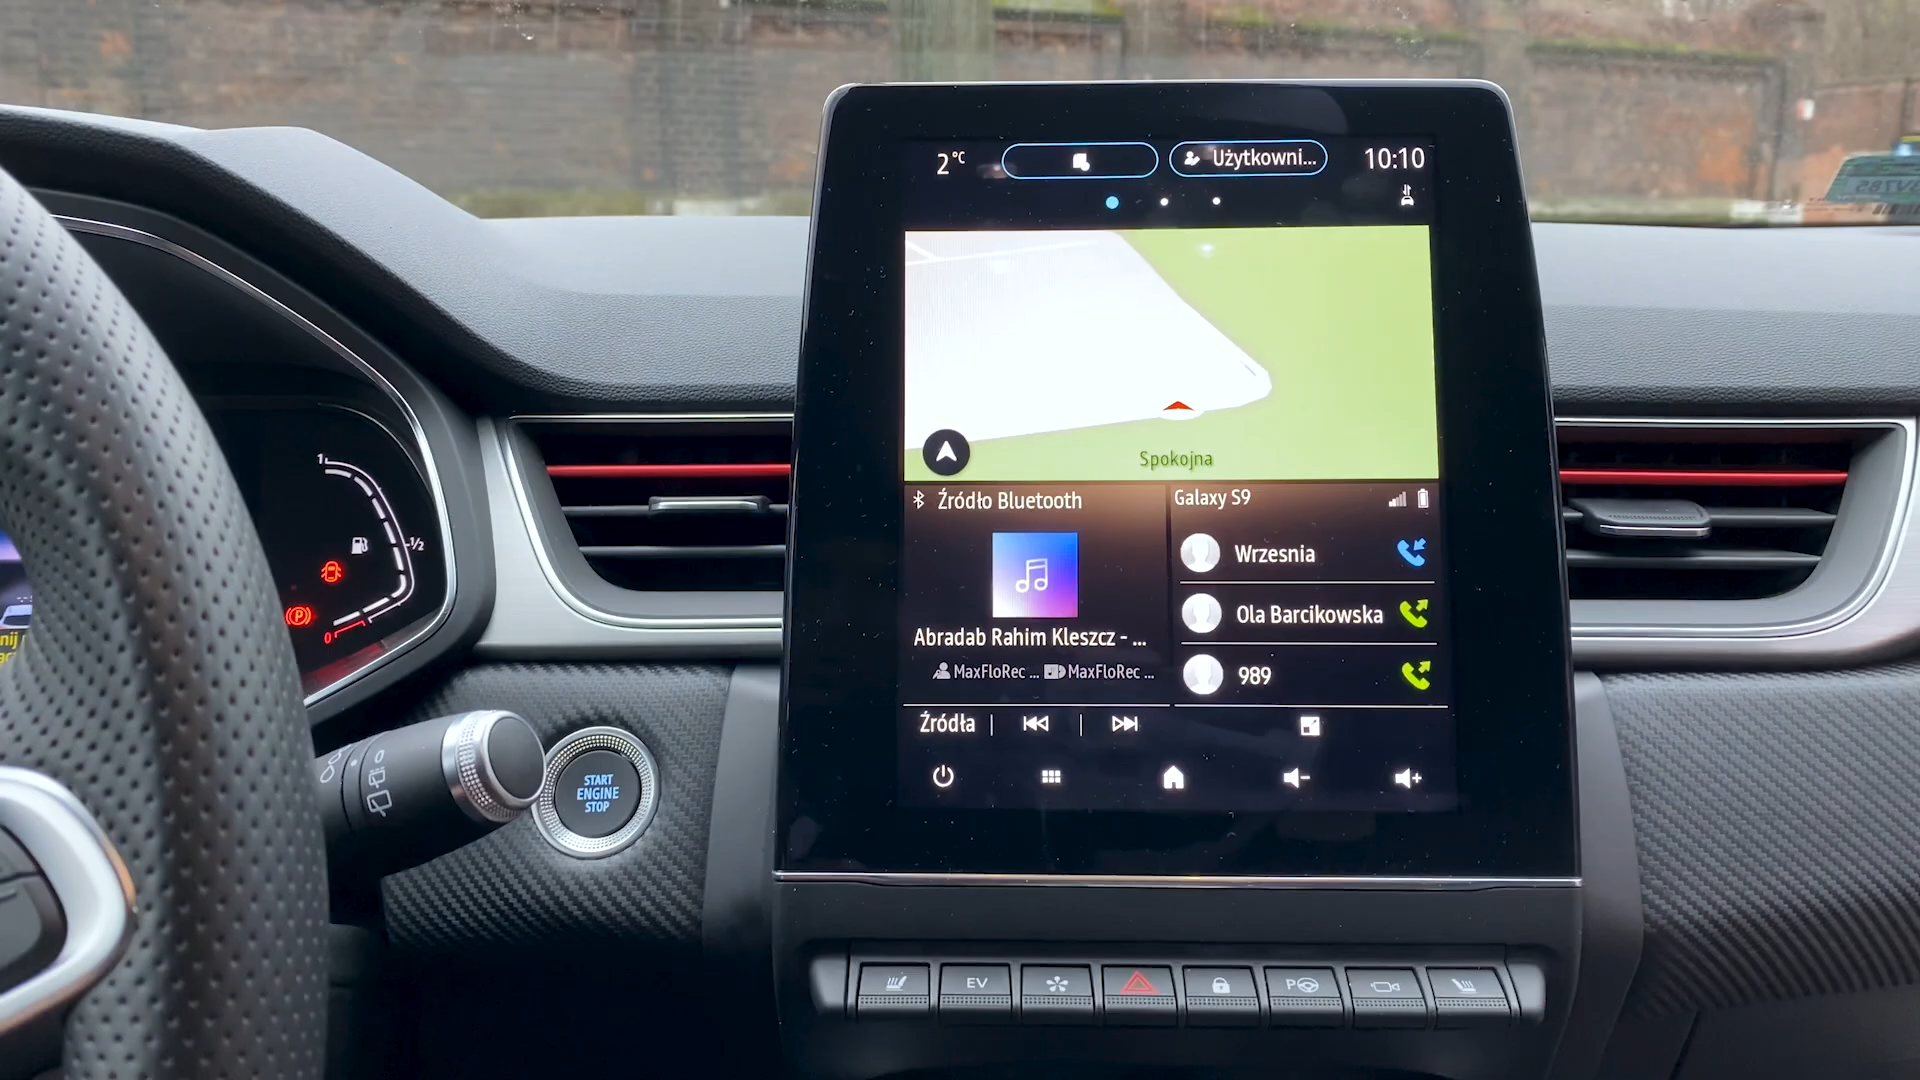 2°C
Użytkowni...
10:10
Spokojna
Źródło Bluetooth
Abradab Rahim Kleszcz - ...
MaxFloRec ... MaxFloRec ...
Źródła
Galaxy S9
Wrzesnia
Ola Barcikowska
989
1
1/2
0
P
START
ENGINE
STOP
EV
P